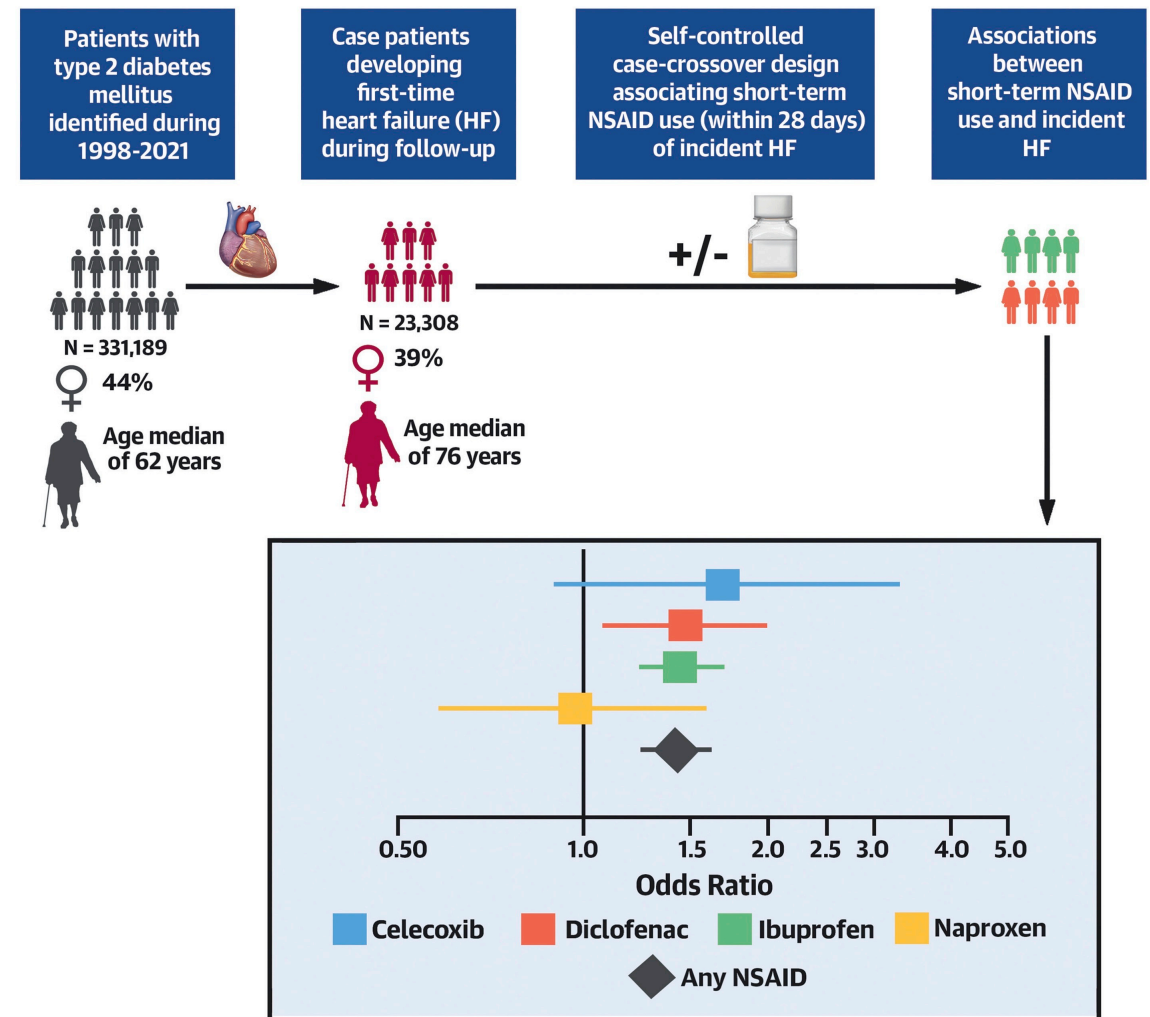 Patients with
type 2 diabetes
mellitus
identified during
1998-2021
Case patients
developing
first-time
heart failure (HF)
during follow-up
Self-controlled
case-crossover design
associating short-term
NSAID use (within 28 days)
of incident HF
Associations
between
short-term NSAID
use and incident
HF
+/-
N = 331,189
44%
Age median
of 62 years
N = 23,308
39%
Age median
of 76 years
0.50 1.0 1.5 2.0 2.5 3.0 4.0 5.0
Odds Ratio
Celecoxib Diclofenac Ibuprofen Naproxen
Any NSAID